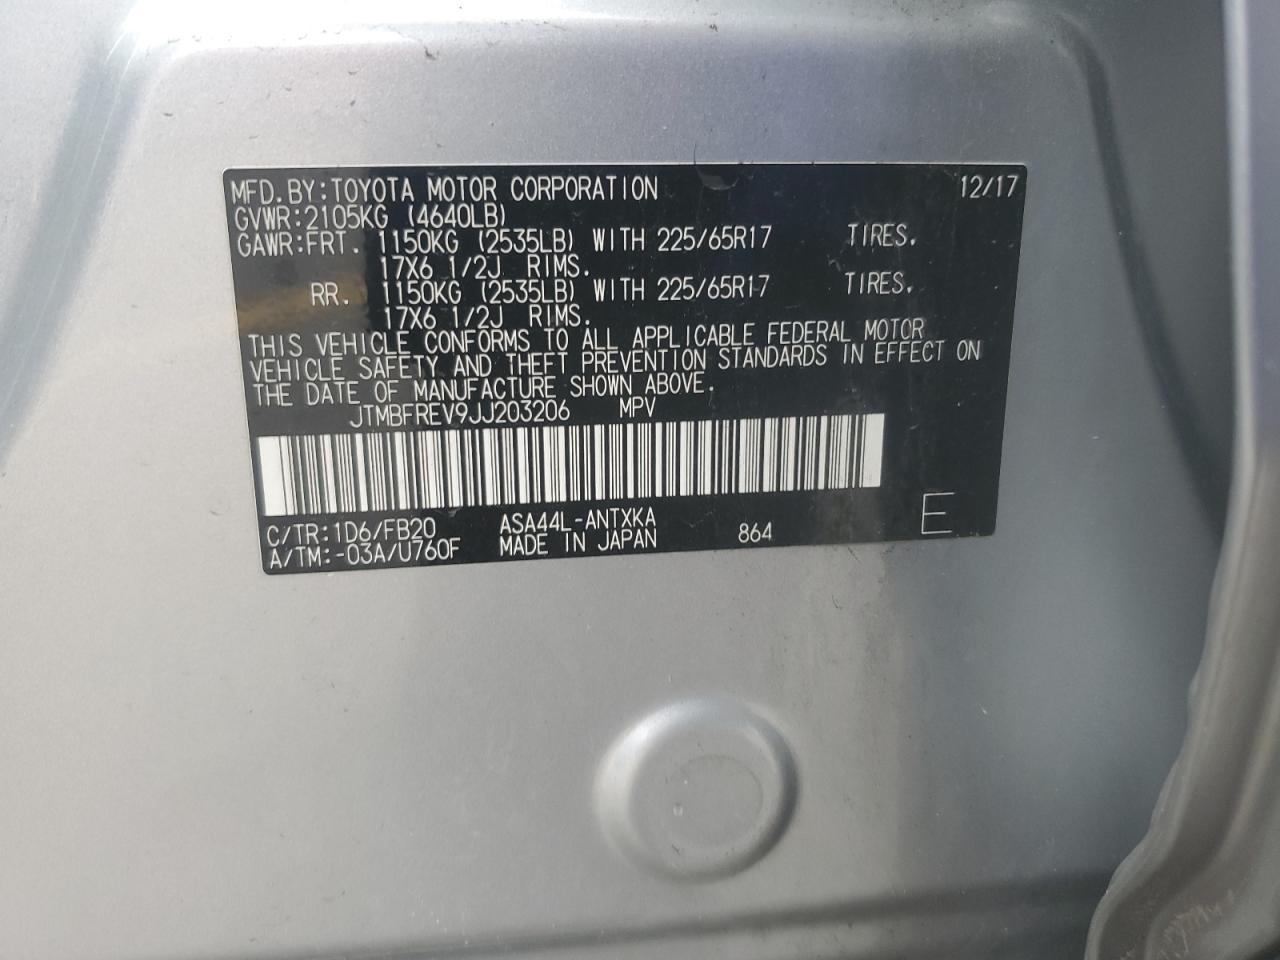 MFD.BY:TOYOTA MOTOR CORPORATION 12/17
GVWR:2105KG (4640LB)
GAWR:FRT. 1150KG (2535LB) WITH 225/65R17 TIRES.
17X6 1/2J RIMS.
RR. 1150KG (2535LB) WITH 225/65R17 TIRES.
17X6 1/2J RIMS.
THIS VEHICLE CONFORMS TO ALL APPLICABLE FEDERAL MOTOR
VEHICLE SAFETY AND THEFT PREVENTION STANDARDS IN EFFECT ON
THE DATE OF MANUFACTURE SHOWN ABOVE.
JTMBFREV9JJ203206 MPV
C/TR:1D6/FB20 ASA44L-ANTXKA
A/TM:-03A/U760F MADE IN JAPAN 864 E